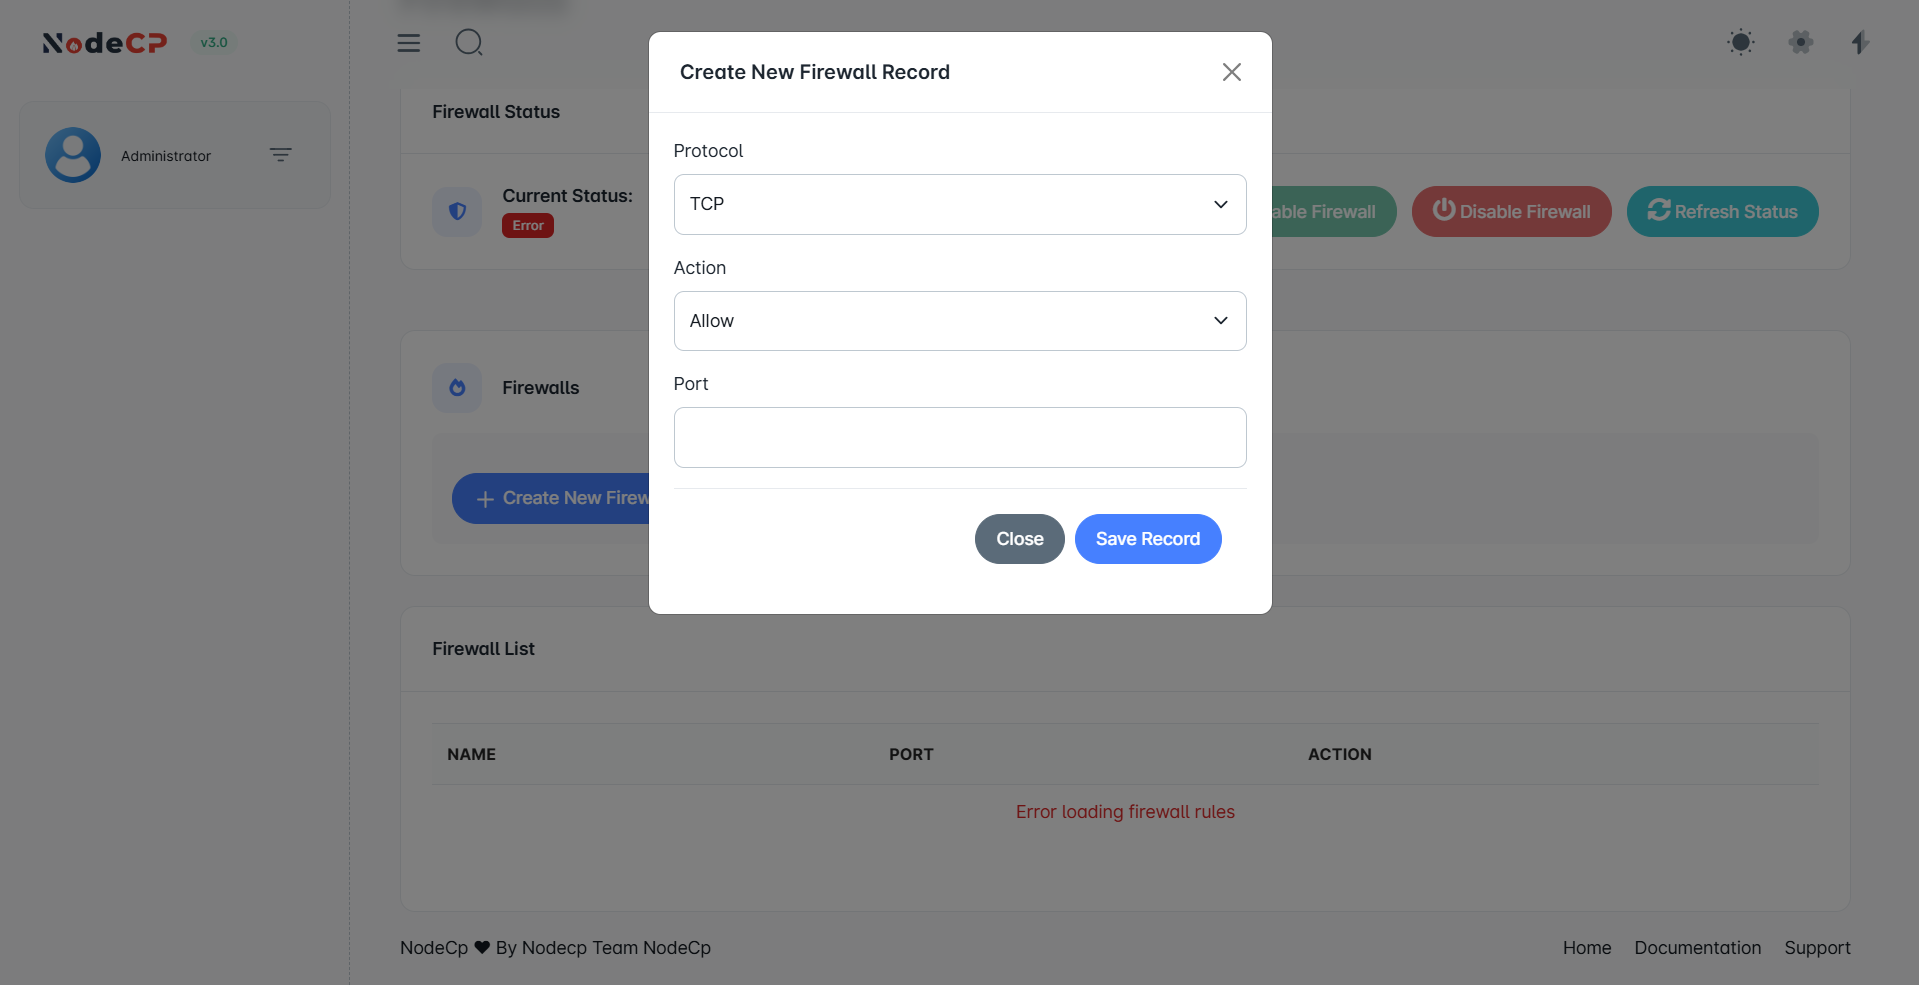 NodeCP v3.0
Create New Firewall Record
Administrator
Firewall Status
Current Status:
Error
able Firewall
Disable Firewall
Refresh Status
Protocol
TCP
Action
Allow
Port
Close
Save Record
Firewalls
Create New Firew
Firewall List
NAME PORT ACTION
Error loading firewall rules
NodeCp ♥ By Nodecp Team NodeCp
Home Documentation Support